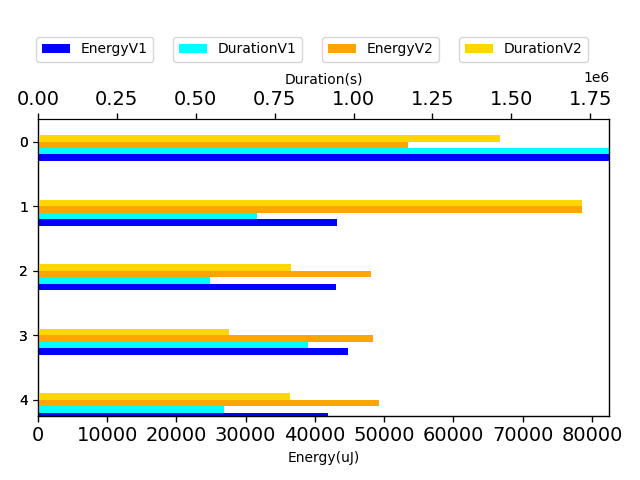 EnergyV1 DurationV1 EnergyV2 DurationV2
Duration(s)
1e6
0.00 0.25 0.50 0.75 1.00 1.25 1.50 1.75
0
1
2
3
4
0 10000 20000 30000 40000 50000 60000 70000 80000
Energy(uJ)